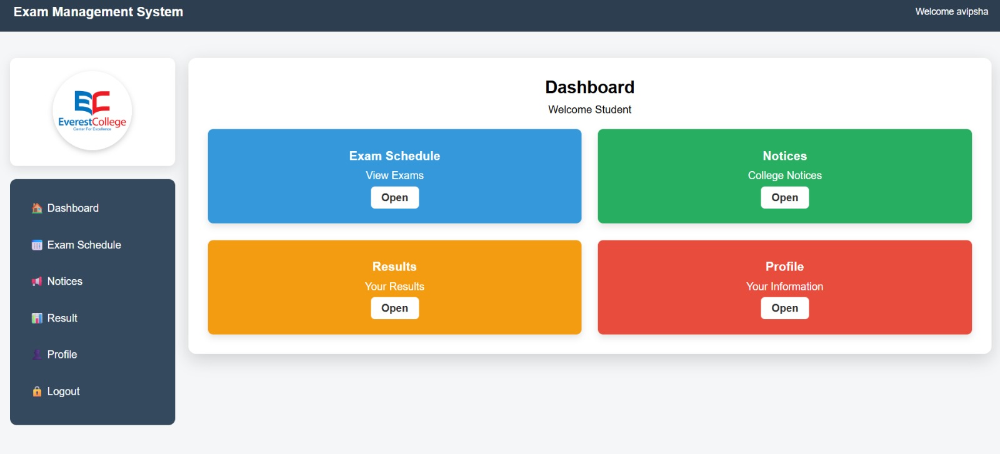 Exam Management System
Welcome avipsha
EC
EverestCollege
Center For Excellence
Dashboard
Exam Schedule
Notices
Result
Profile
Logout
Dashboard
Welcome Student
Exam Schedule
View Exams
Open
Notices
College Notices
Open
Results
Your Results
Open
Profile
Your Information
Open